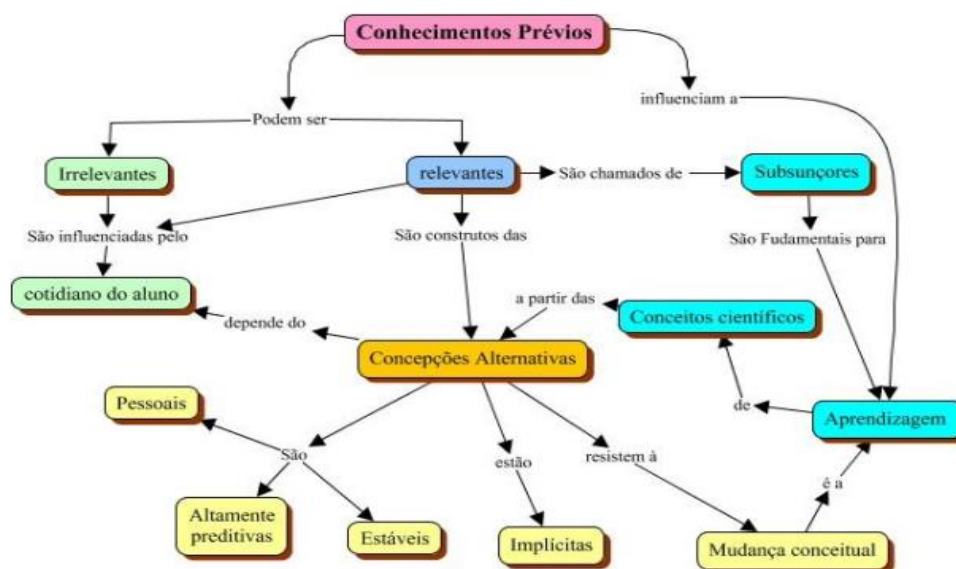 Conhecimentos Prévios
influenciam a
Podem ser
Irrelevantes
relevantes
São chamados de
Subsunçores
São influenciadas pelo
São construtos das
São Fudamentais para
cotidiano do aluno
a partir das
Conceitos científicos
depende do
Concepções Alternativas
Pessoais
de
Aprendizagem
São
estão
resistem à
é a
Altamente
preditivas
Estáveis
Implícitas
Mudança conceitual